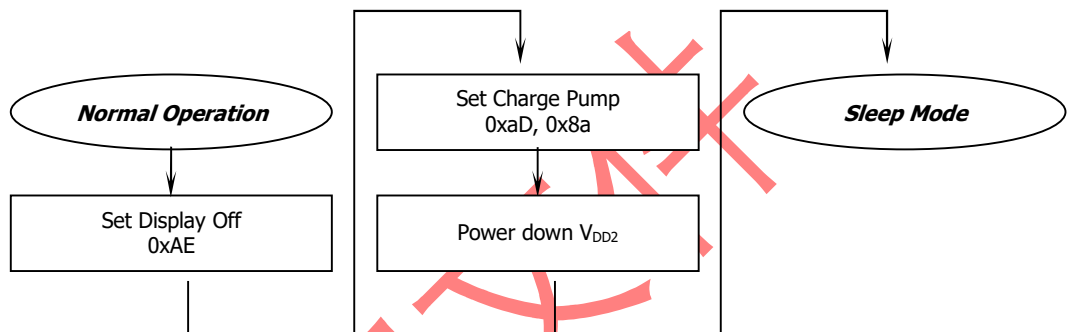 Normal Operation
Set Display Off
0xAE
Set Charge Pump
0xaD, 0x8a
Power down VDD2
Sleep Mode